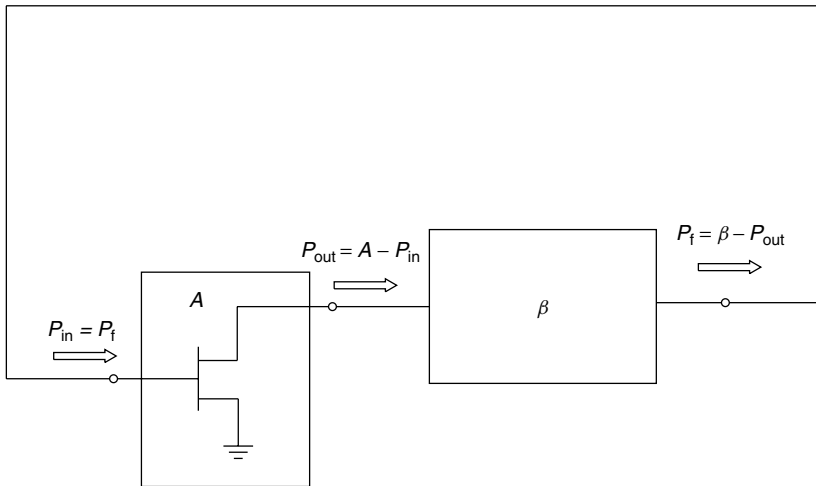 P_f = β – P_out
P_out = A – P_in
A
β
P_in = P_f